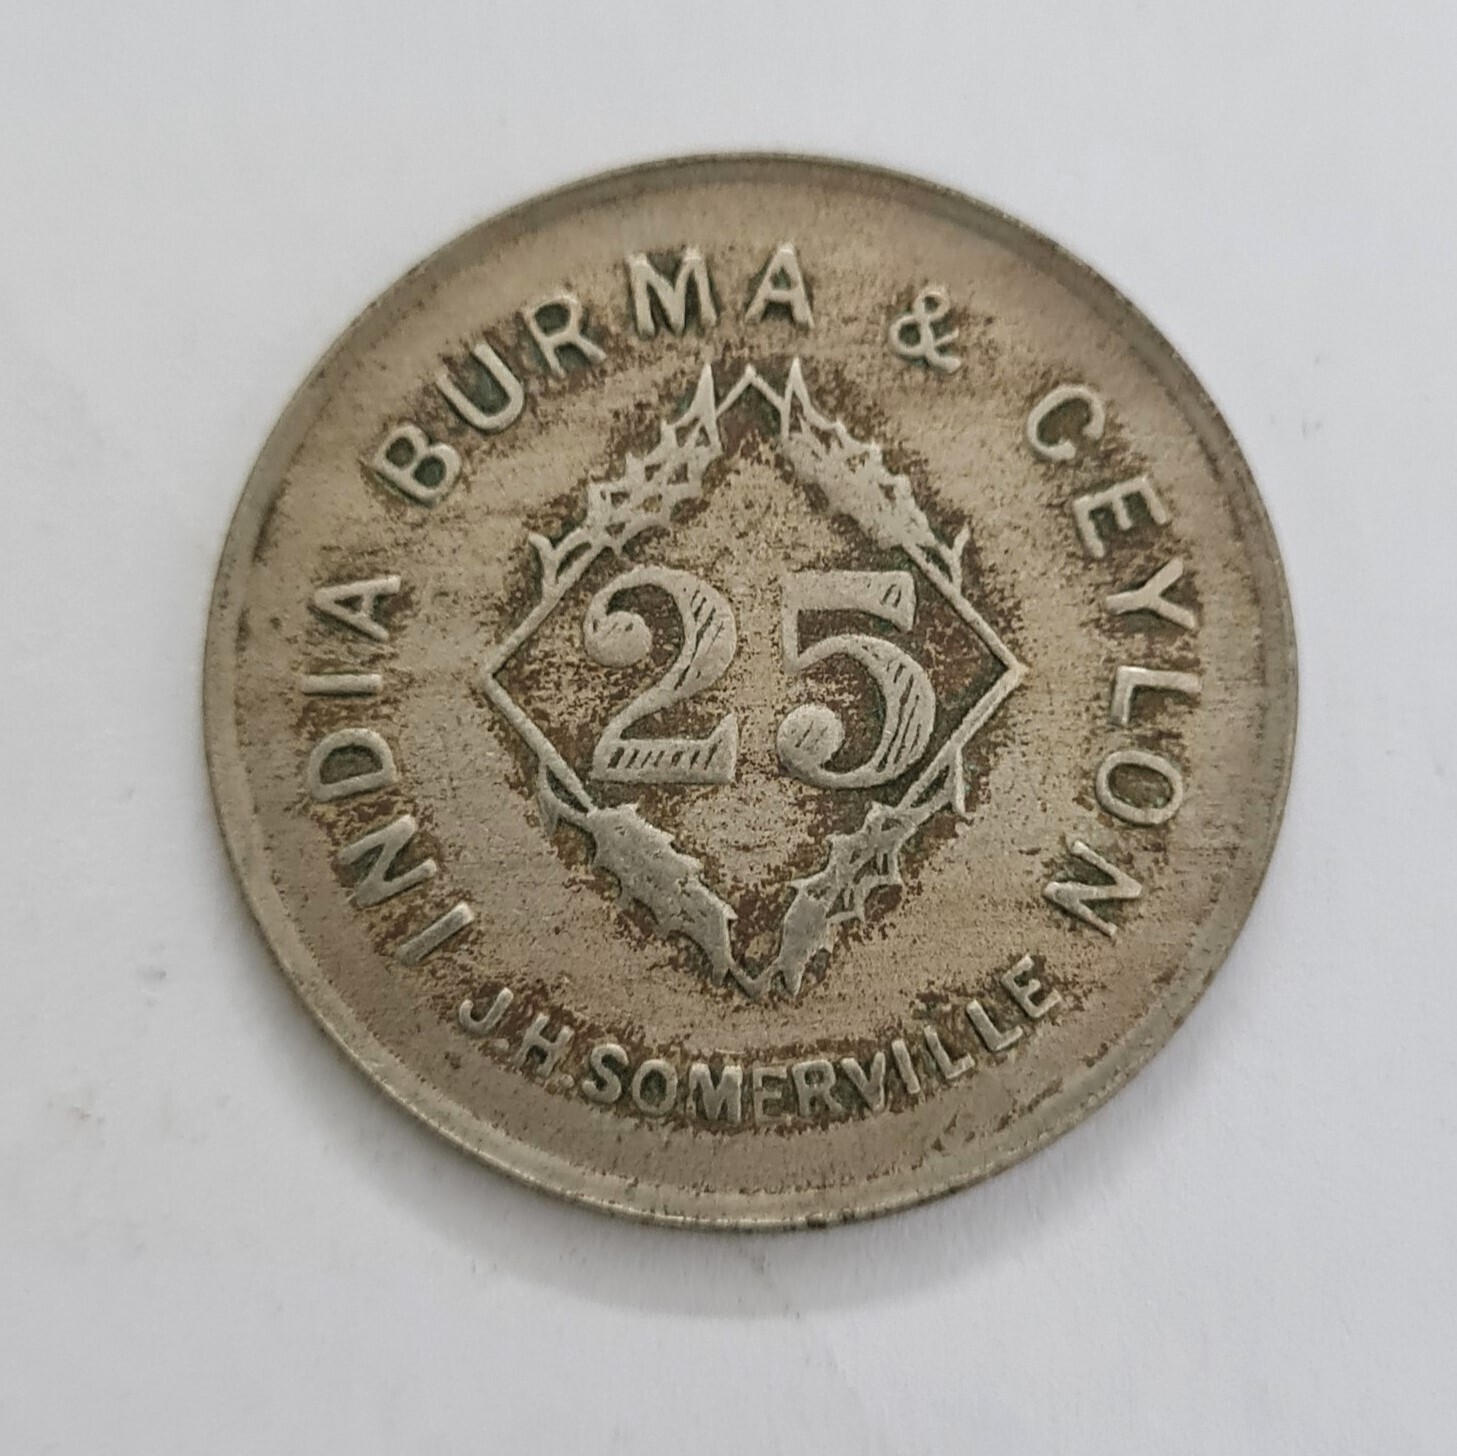 INDIA BURMA & CEYLON
25
J.H.SOMERVILLE